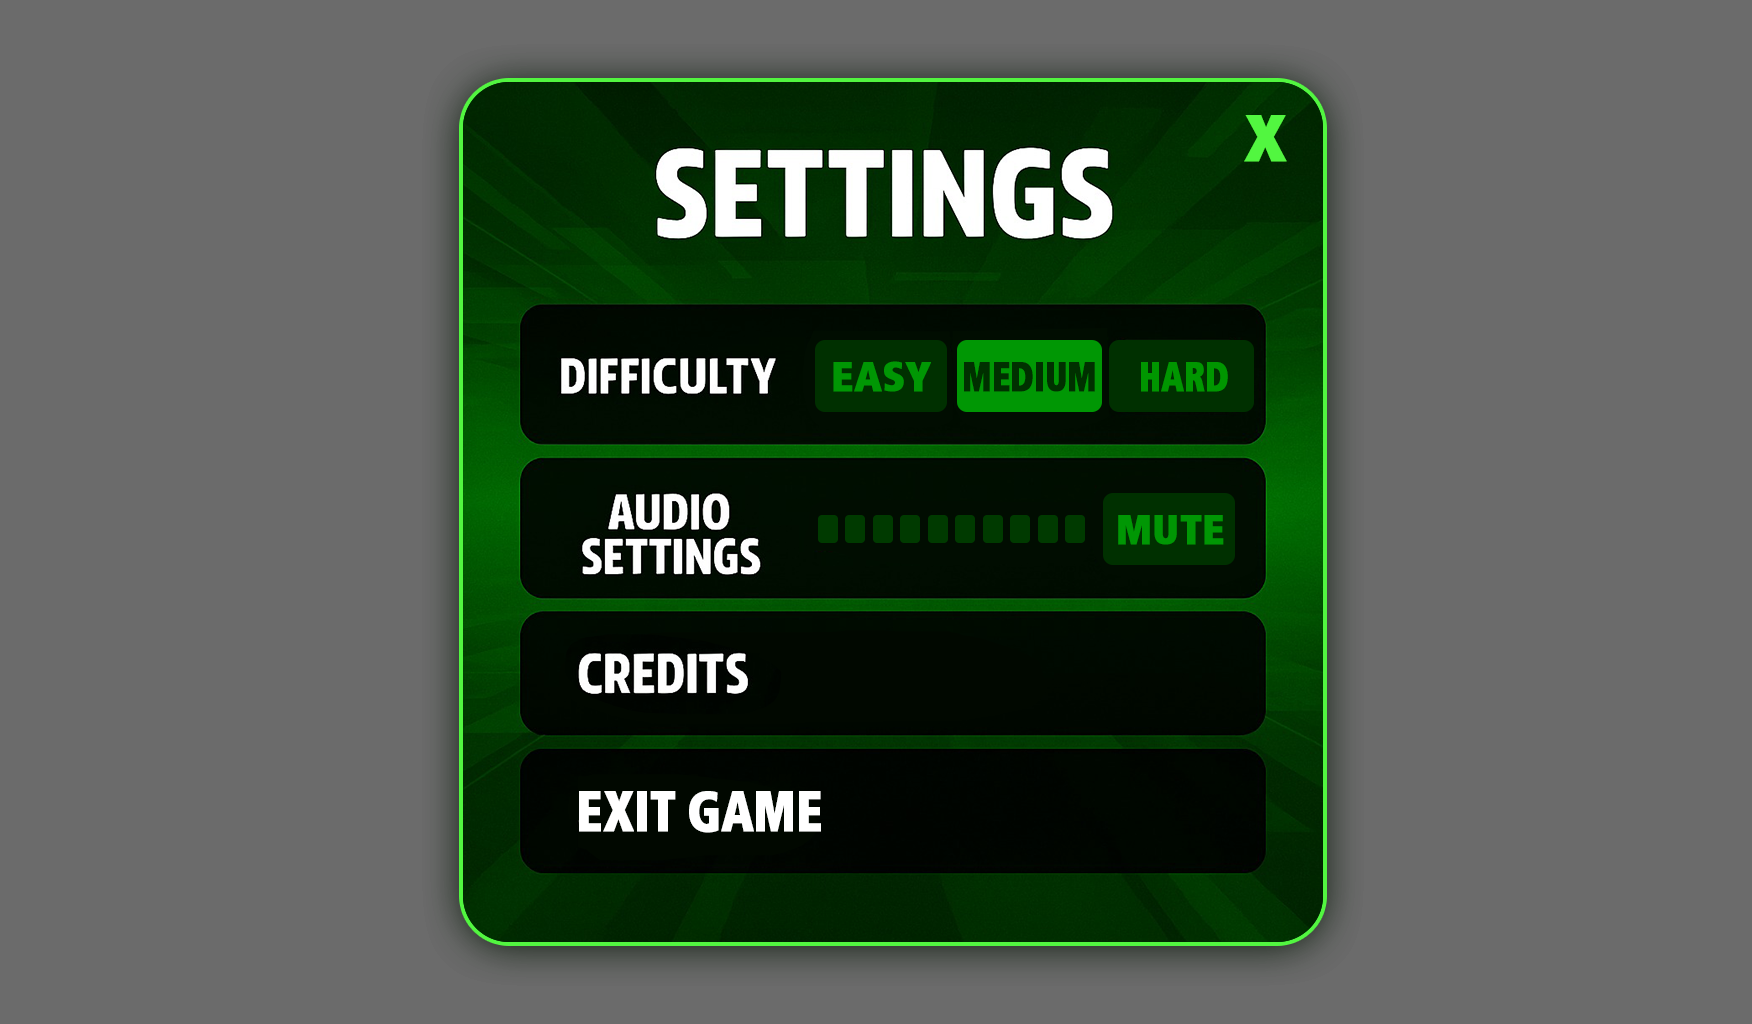 X
SETTINGS
DIFFICULTY EASY MEDIUM HARD
AUDIO
SETTINGS
MUTE
CREDITS
EXIT GAME